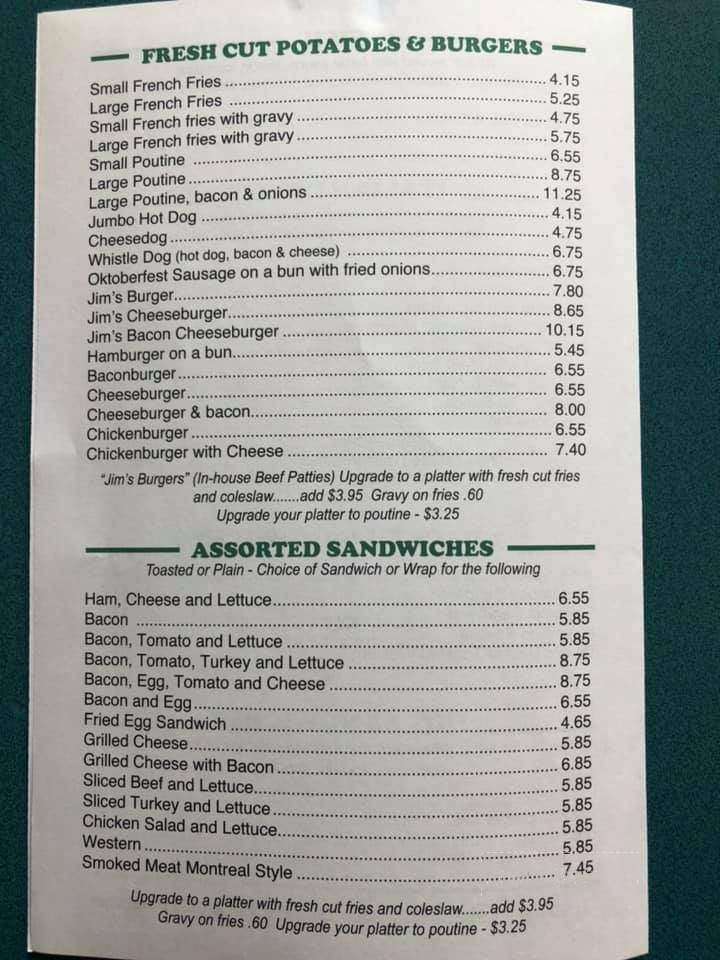 FRESH CUT POTATOES & BURGERS
Small French Fries ........ 4.15
Large French Fries ........ 5.25
Small French fries with gravy ........ 4.75
Large French fries with gravy ........ 5.75
Small Poutine ........ 6.55
Large Poutine ........ 8.75
Large Poutine, bacon & onions ........ 11.25
Jumbo Hot Dog ........ 4.15
Cheesedog ........ 4.75
Whistle Dog (hot dog, bacon & cheese) ........ 6.75
Oktoberfest Sausage on a bun with fried onions ........ 6.75
Jim's Burger ........ 7.80
Jim's Cheeseburger ........ 8.65
Jim's Bacon Cheeseburger ........ 10.15
Hamburger on a bun ........ 5.45
Baconburger ........ 6.55
Cheeseburger ........ 6.55
Cheeseburger & bacon ........ 8.00
Chickenburger ........ 6.55
Chickenburger with Cheese ........ 7.40
"Jim's Burgers" (In-house Beef Patties) Upgrade to a platter with fresh cut fries
and coleslaw.......add $3.95 Gravy on fries .60
Upgrade your platter to poutine - $3.25
ASSORTED SANDWICHES
Toasted or Plain - Choice of Sandwich or Wrap for the following
Ham, Cheese and Lettuce ........ 6.55
Bacon ........ 5.85
Bacon, Tomato and Lettuce ........ 5.85
Bacon, Tomato, Turkey and Lettuce ........ 8.75
Bacon, Egg, Tomato and Cheese ........ 8.75
Bacon and Egg ........ 6.55
Fried Egg Sandwich ........ 4.65
Grilled Cheese ........ 5.85
Grilled Cheese with Bacon ........ 6.85
Sliced Beef and Lettuce ........ 5.85
Sliced Turkey and Lettuce ........ 5.85
Chicken Salad and Lettuce ........ 5.85
Western ........ 5.85
Smoked Meat Montreal Style ........ 7.45
Upgrade to a platter with fresh cut fries and coleslaw.......add $3.95
Gravy on fries .60 Upgrade your platter to poutine - $3.25